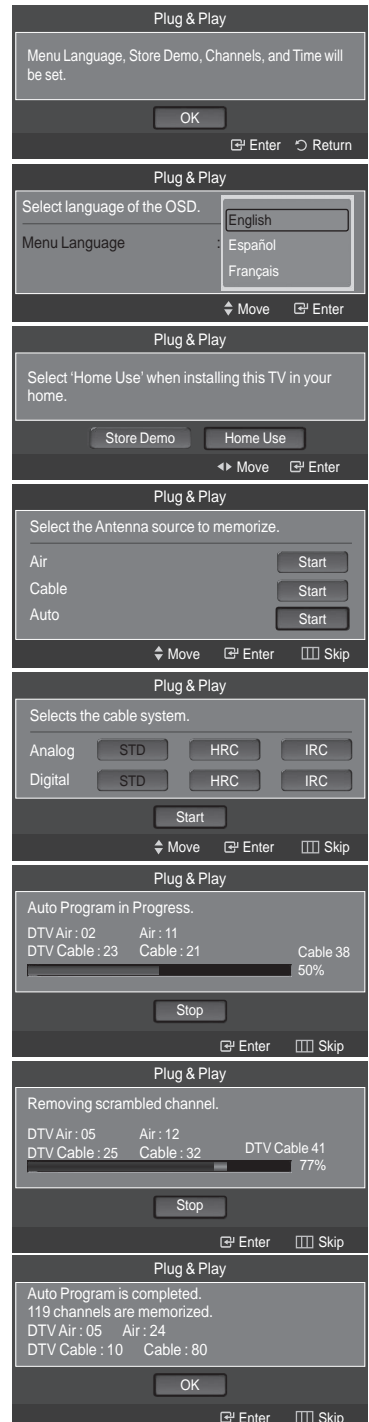 Plug & Play
Menu Language, Store Demo, Channels, and Time will
be set.
OK
Enter Return
Plug & Play
Select language of the OSD.
Menu Language : English
Español
Français
Move Enter
Plug & Play
Select ‘Home Use’ when installing this TV in your
home.
Store Demo Home Use
Move Enter
Plug & Play
Select the Antenna source to memorize.
Air Start
Cable Start
Auto Start
Move Enter Skip
Plug & Play
Selects the cable system.
Analog STD HRC IRC
Digital STD HRC IRC
Start
Move Enter Skip
Plug & Play
Auto Program in Progress.
DTV Air : 02 Air : 11
DTV Cable : 23 Cable : 21 Cable 38
50%
Stop
Enter Skip
Plug & Play
Removing scrambled channel.
DTV Air : 05 Air : 12
DTV Cable : 25 Cable : 32 DTV Cable 41
77%
Stop
Enter Skip
Plug & Play
Auto Program is completed.
119 channels are memorized.
DTV Air : 05 Air : 24
DTV Cable : 10 Cable : 80
OK
Enter Skip